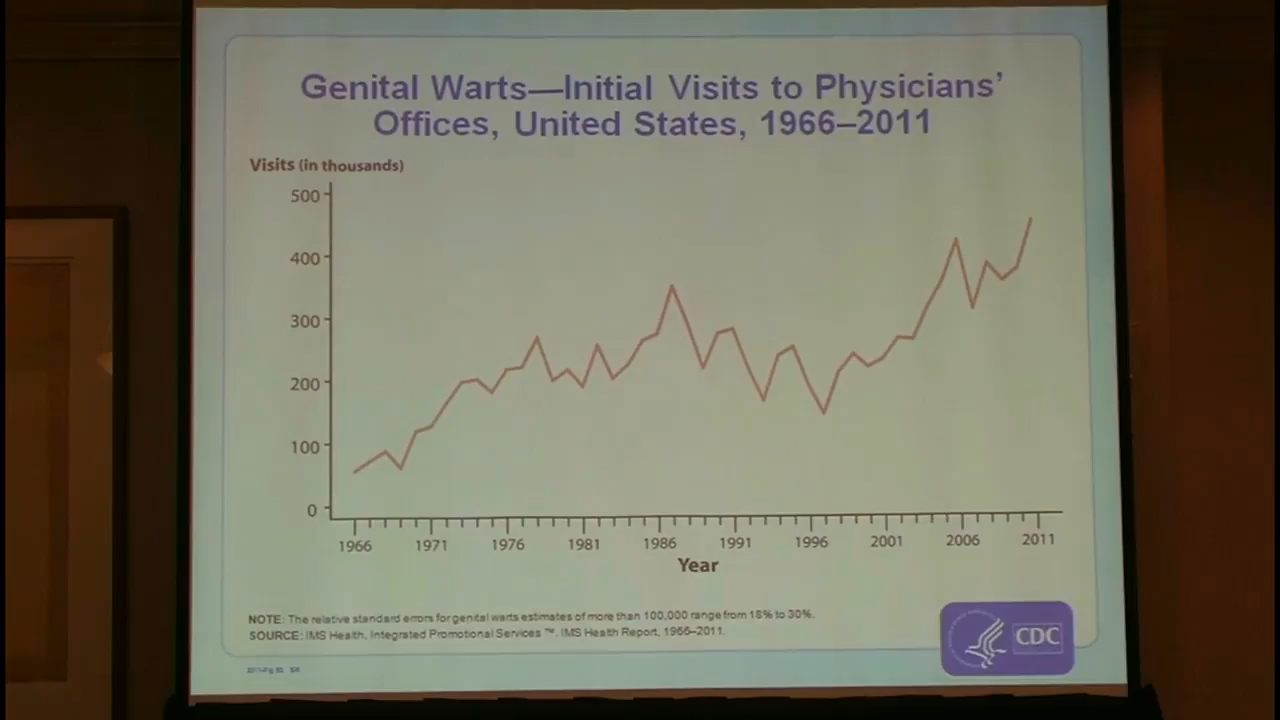 Genital Warts—Initial Visits to Physicians’
Offices, United States, 1966–2011
Visits (in thousands)
500
400
300
200
100
0
1966 1971 1976 1981 1986 1991 1996 2001 2006 2011
Year
NOTE: The relative standard errors for genital warts estimates of more than 100,000 range from 18% to 30%.
SOURCE: IMS Health, Integrated Promotional Services ™. IMS Health Report, 1966–2011.
CDC